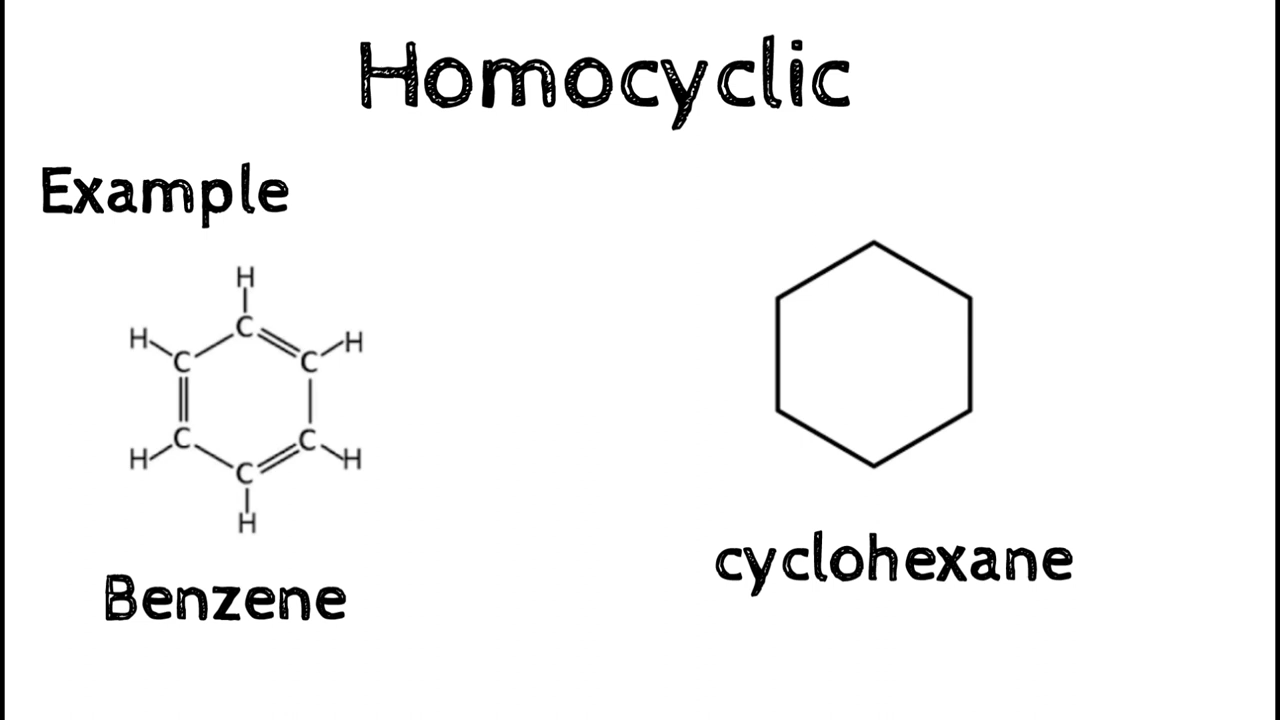 Homocyclic
Example
H
H C H
C C
C C
H C H
H
Benzene
cyclohexane